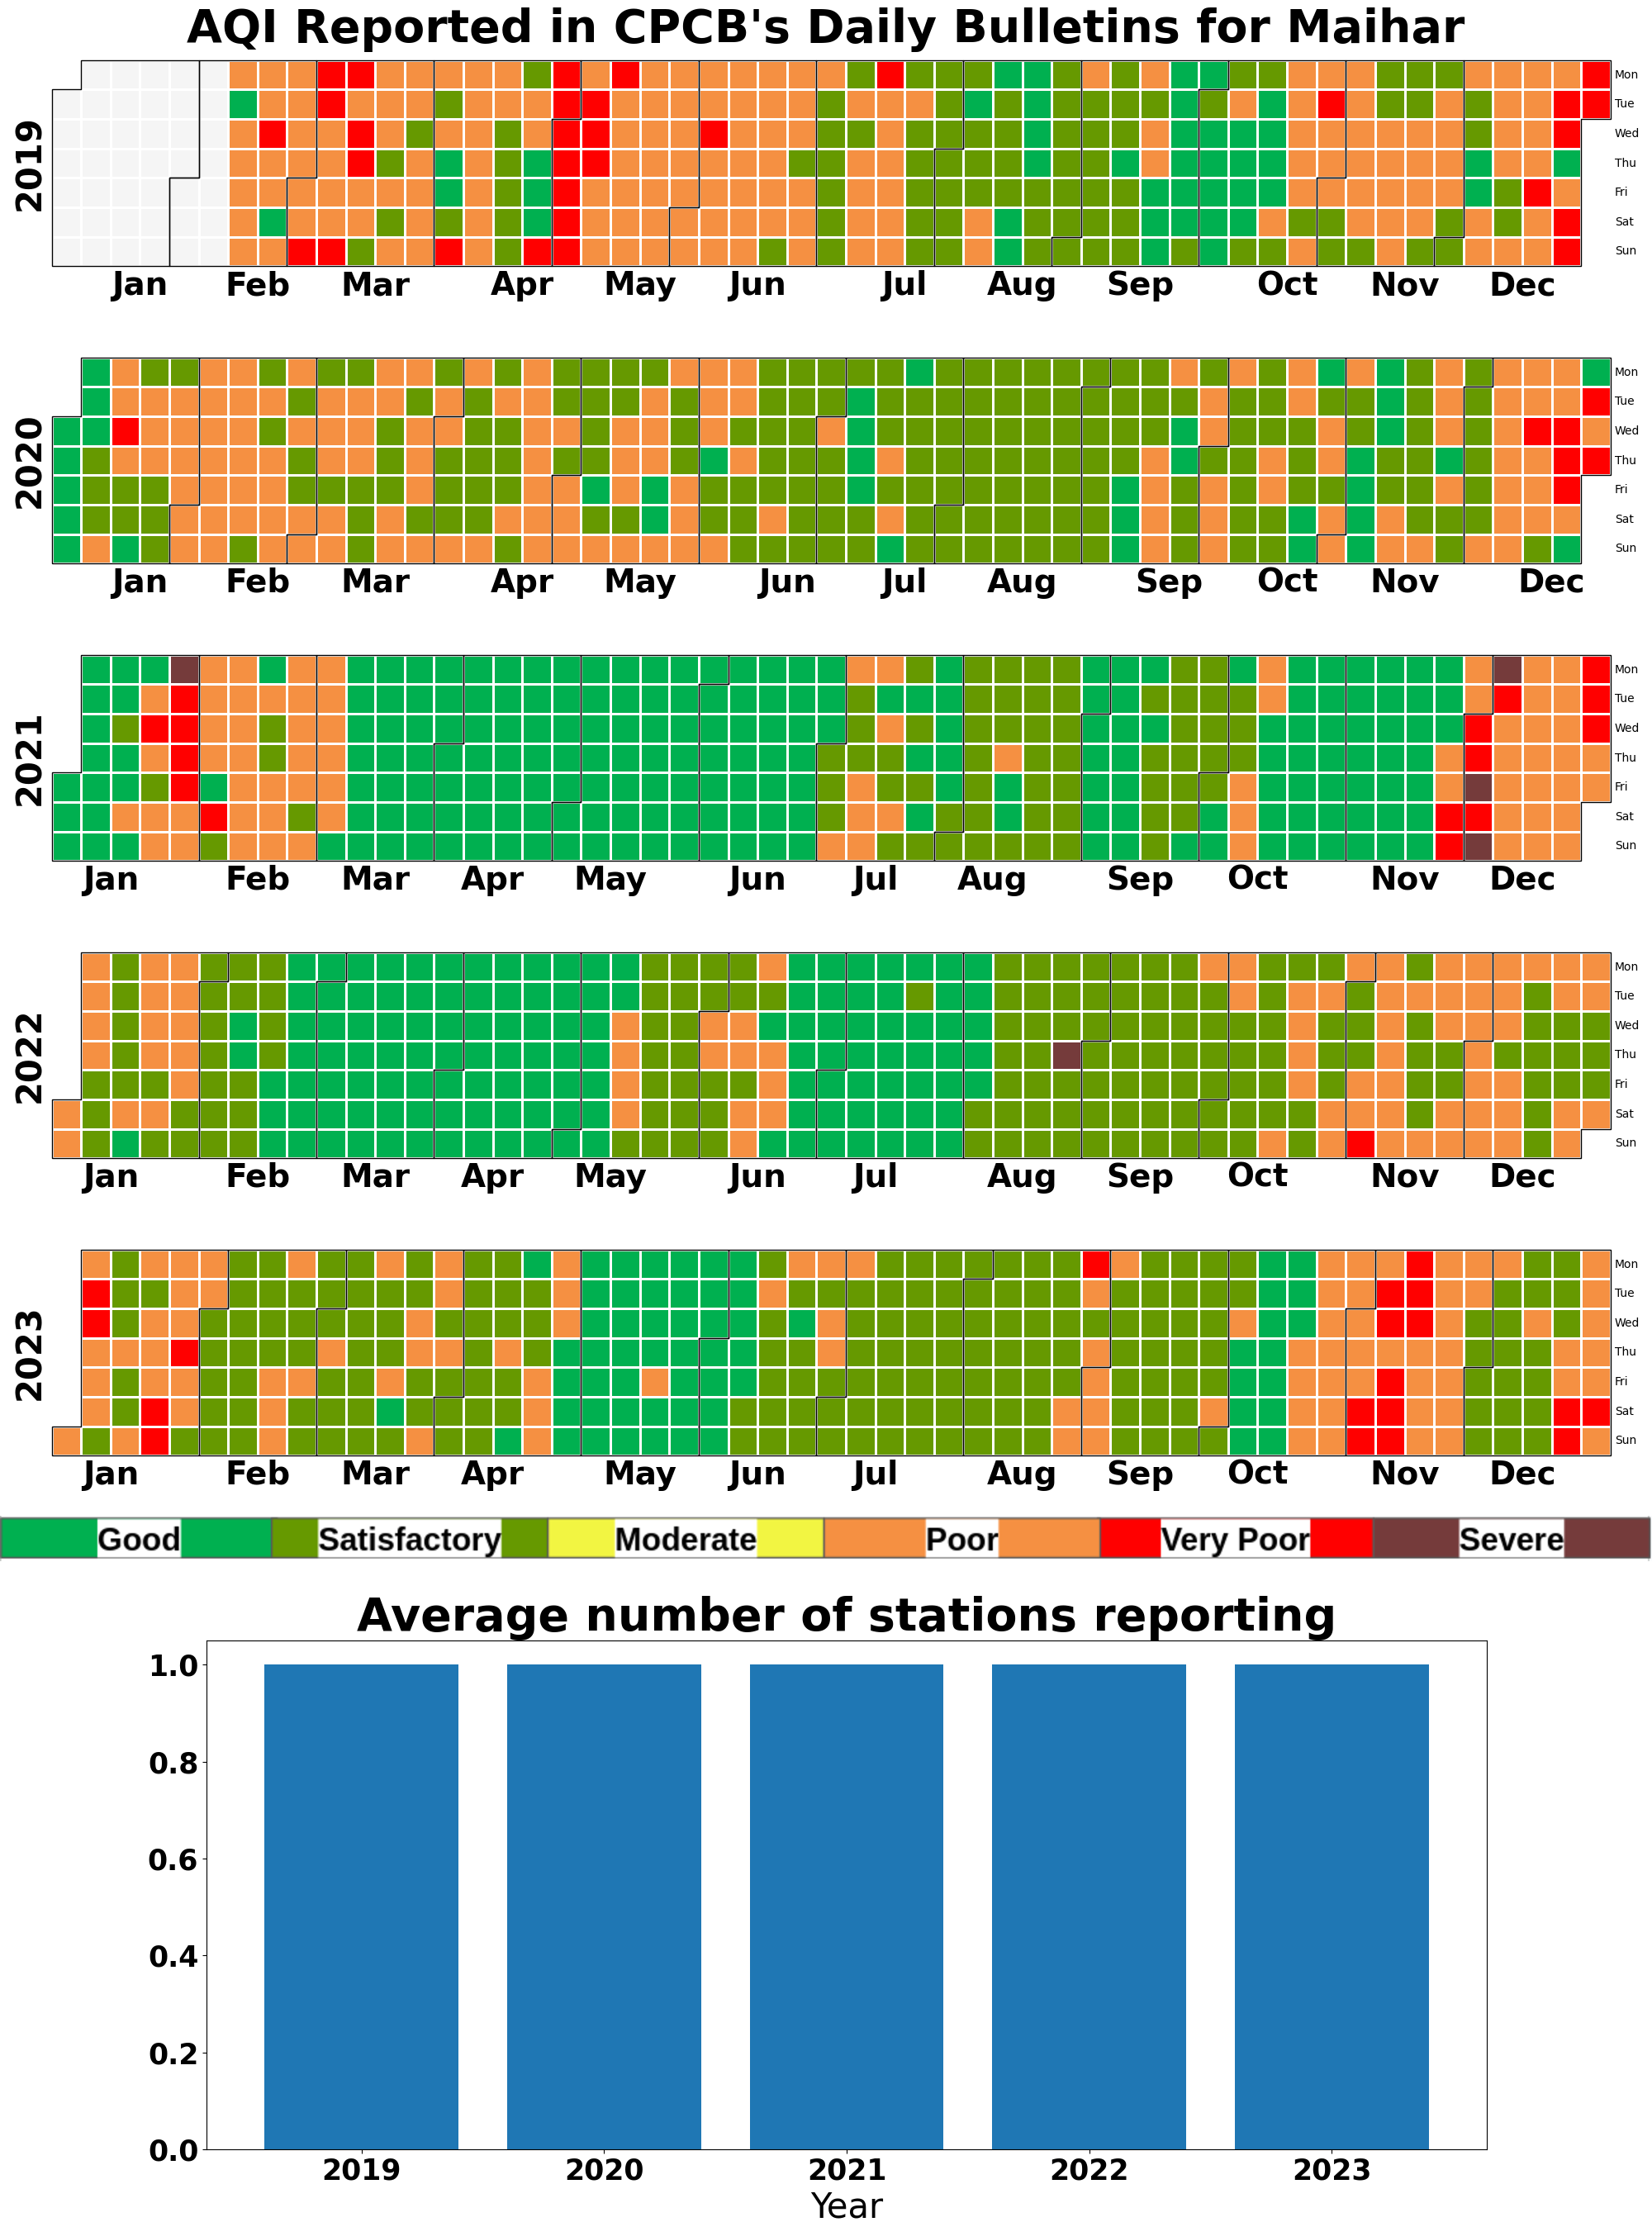 AQI Reported in CPCB's Daily Bulletins for Maihar
2019
Mon
Tue
Wed
Thu
Fri
Sat
Sun
Jan Feb Mar Apr May Jun Jul Aug Sep Oct Nov Dec
2020
Mon
Tue
Wed
Thu
Fri
Sat
Sun
Jan Feb Mar Apr May Jun Jul Aug Sep Oct Nov Dec
2021
Mon
Tue
Wed
Thu
Fri
Sat
Sun
Jan Feb Mar Apr May Jun Jul Aug Sep Oct Nov Dec
2022
Mon
Tue
Wed
Thu
Fri
Sat
Sun
Jan Feb Mar Apr May Jun Jul Aug Sep Oct Nov Dec
2023
Mon
Tue
Wed
Thu
Fri
Sat
Sun
Jan Feb Mar Apr May Jun Jul Aug Sep Oct Nov Dec
Good Satisfactory Moderate Poor Very Poor Severe
Average number of stations reporting
1.0
0.8
0.6
0.4
0.2
0.0
2019 2020 2021 2022 2023
Year